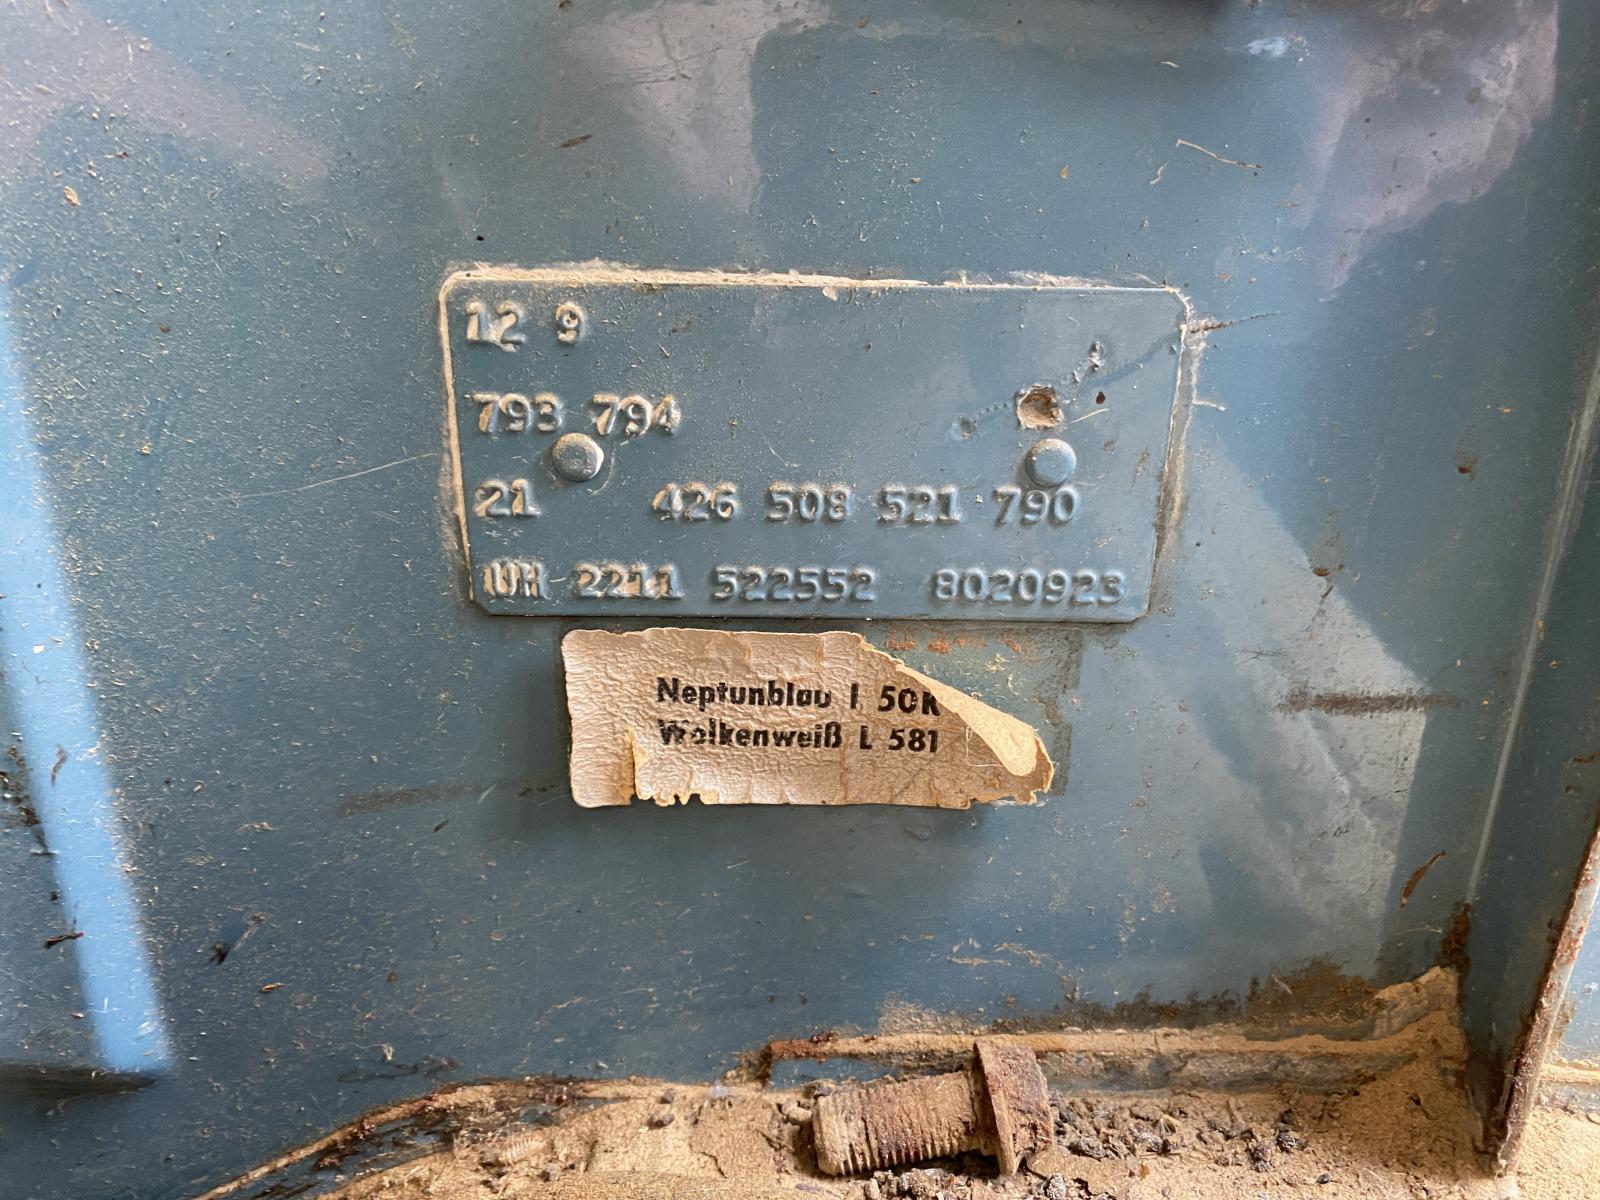 12 9
793 794
21 426 508 521 790
UH 2211 522552 8020923
Neptunblau L 50K
Wolkenweiß L 581